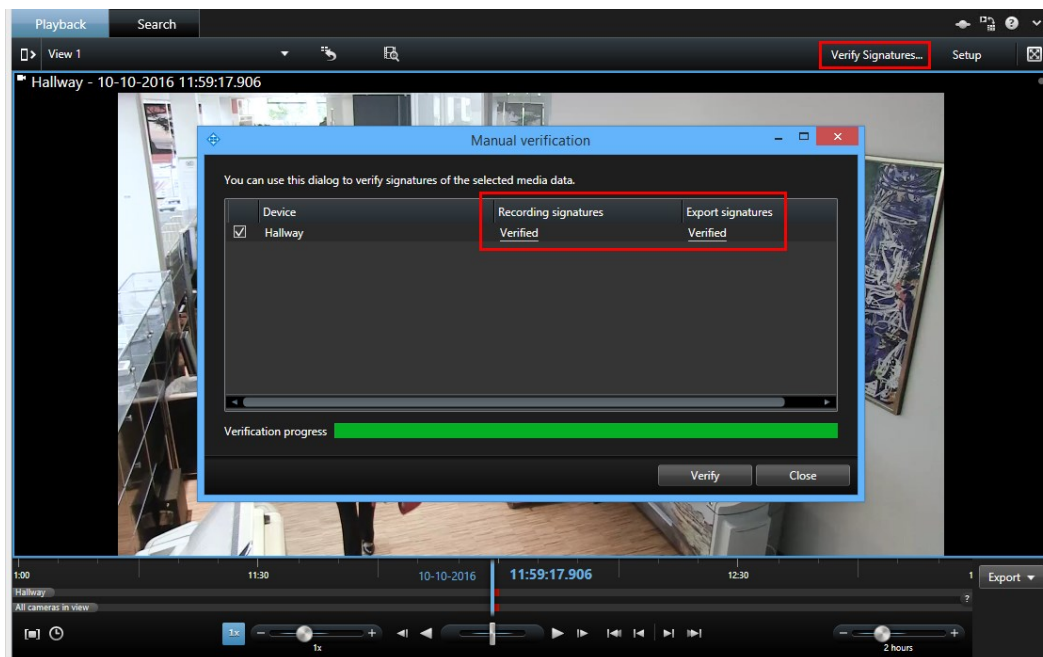 Playback Search
View 1 Verify Signatures... Setup
Hallway - 10-10-2016 11:59:17.906
Manual verification
You can use this dialog to verify signatures of the selected media data.
Device Recording signatures Export signatures
Hallway Verified Verified
Verification progress
Verify Close
1:00 11:30 10-10-2016 11:59:17.906 12:30 1 Export
Hallway ?
All cameras in view
1x
1x 2 hours